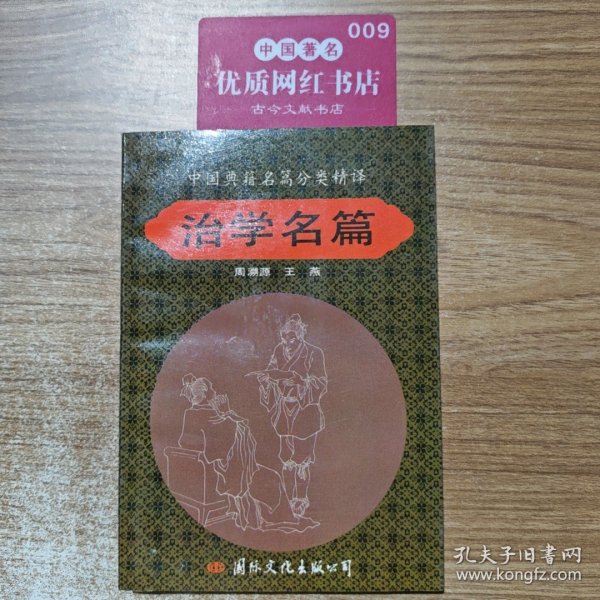 009
中国著名
优质网红书店
古今文献书店
中国典籍名篇分类精译
治学名篇
周溯源 王燕
国际文化出版公司
孔夫子旧书网
www.kongfz.com